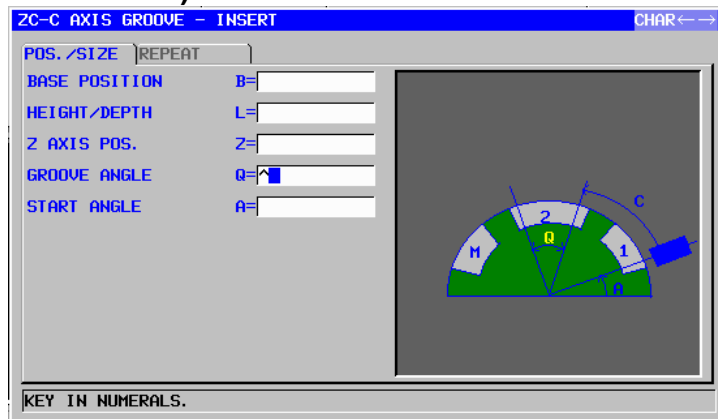 ZC-C AXIS GROOVE - INSERT CHAR←→
POS./SIZE REPEAT
BASE POSITION B=
HEIGHT/DEPTH L=
Z AXIS POS. Z=
GROOVE ANGLE Q=^
START ANGLE A=
C
2
Q
M
1
A
KEY IN NUMERALS.